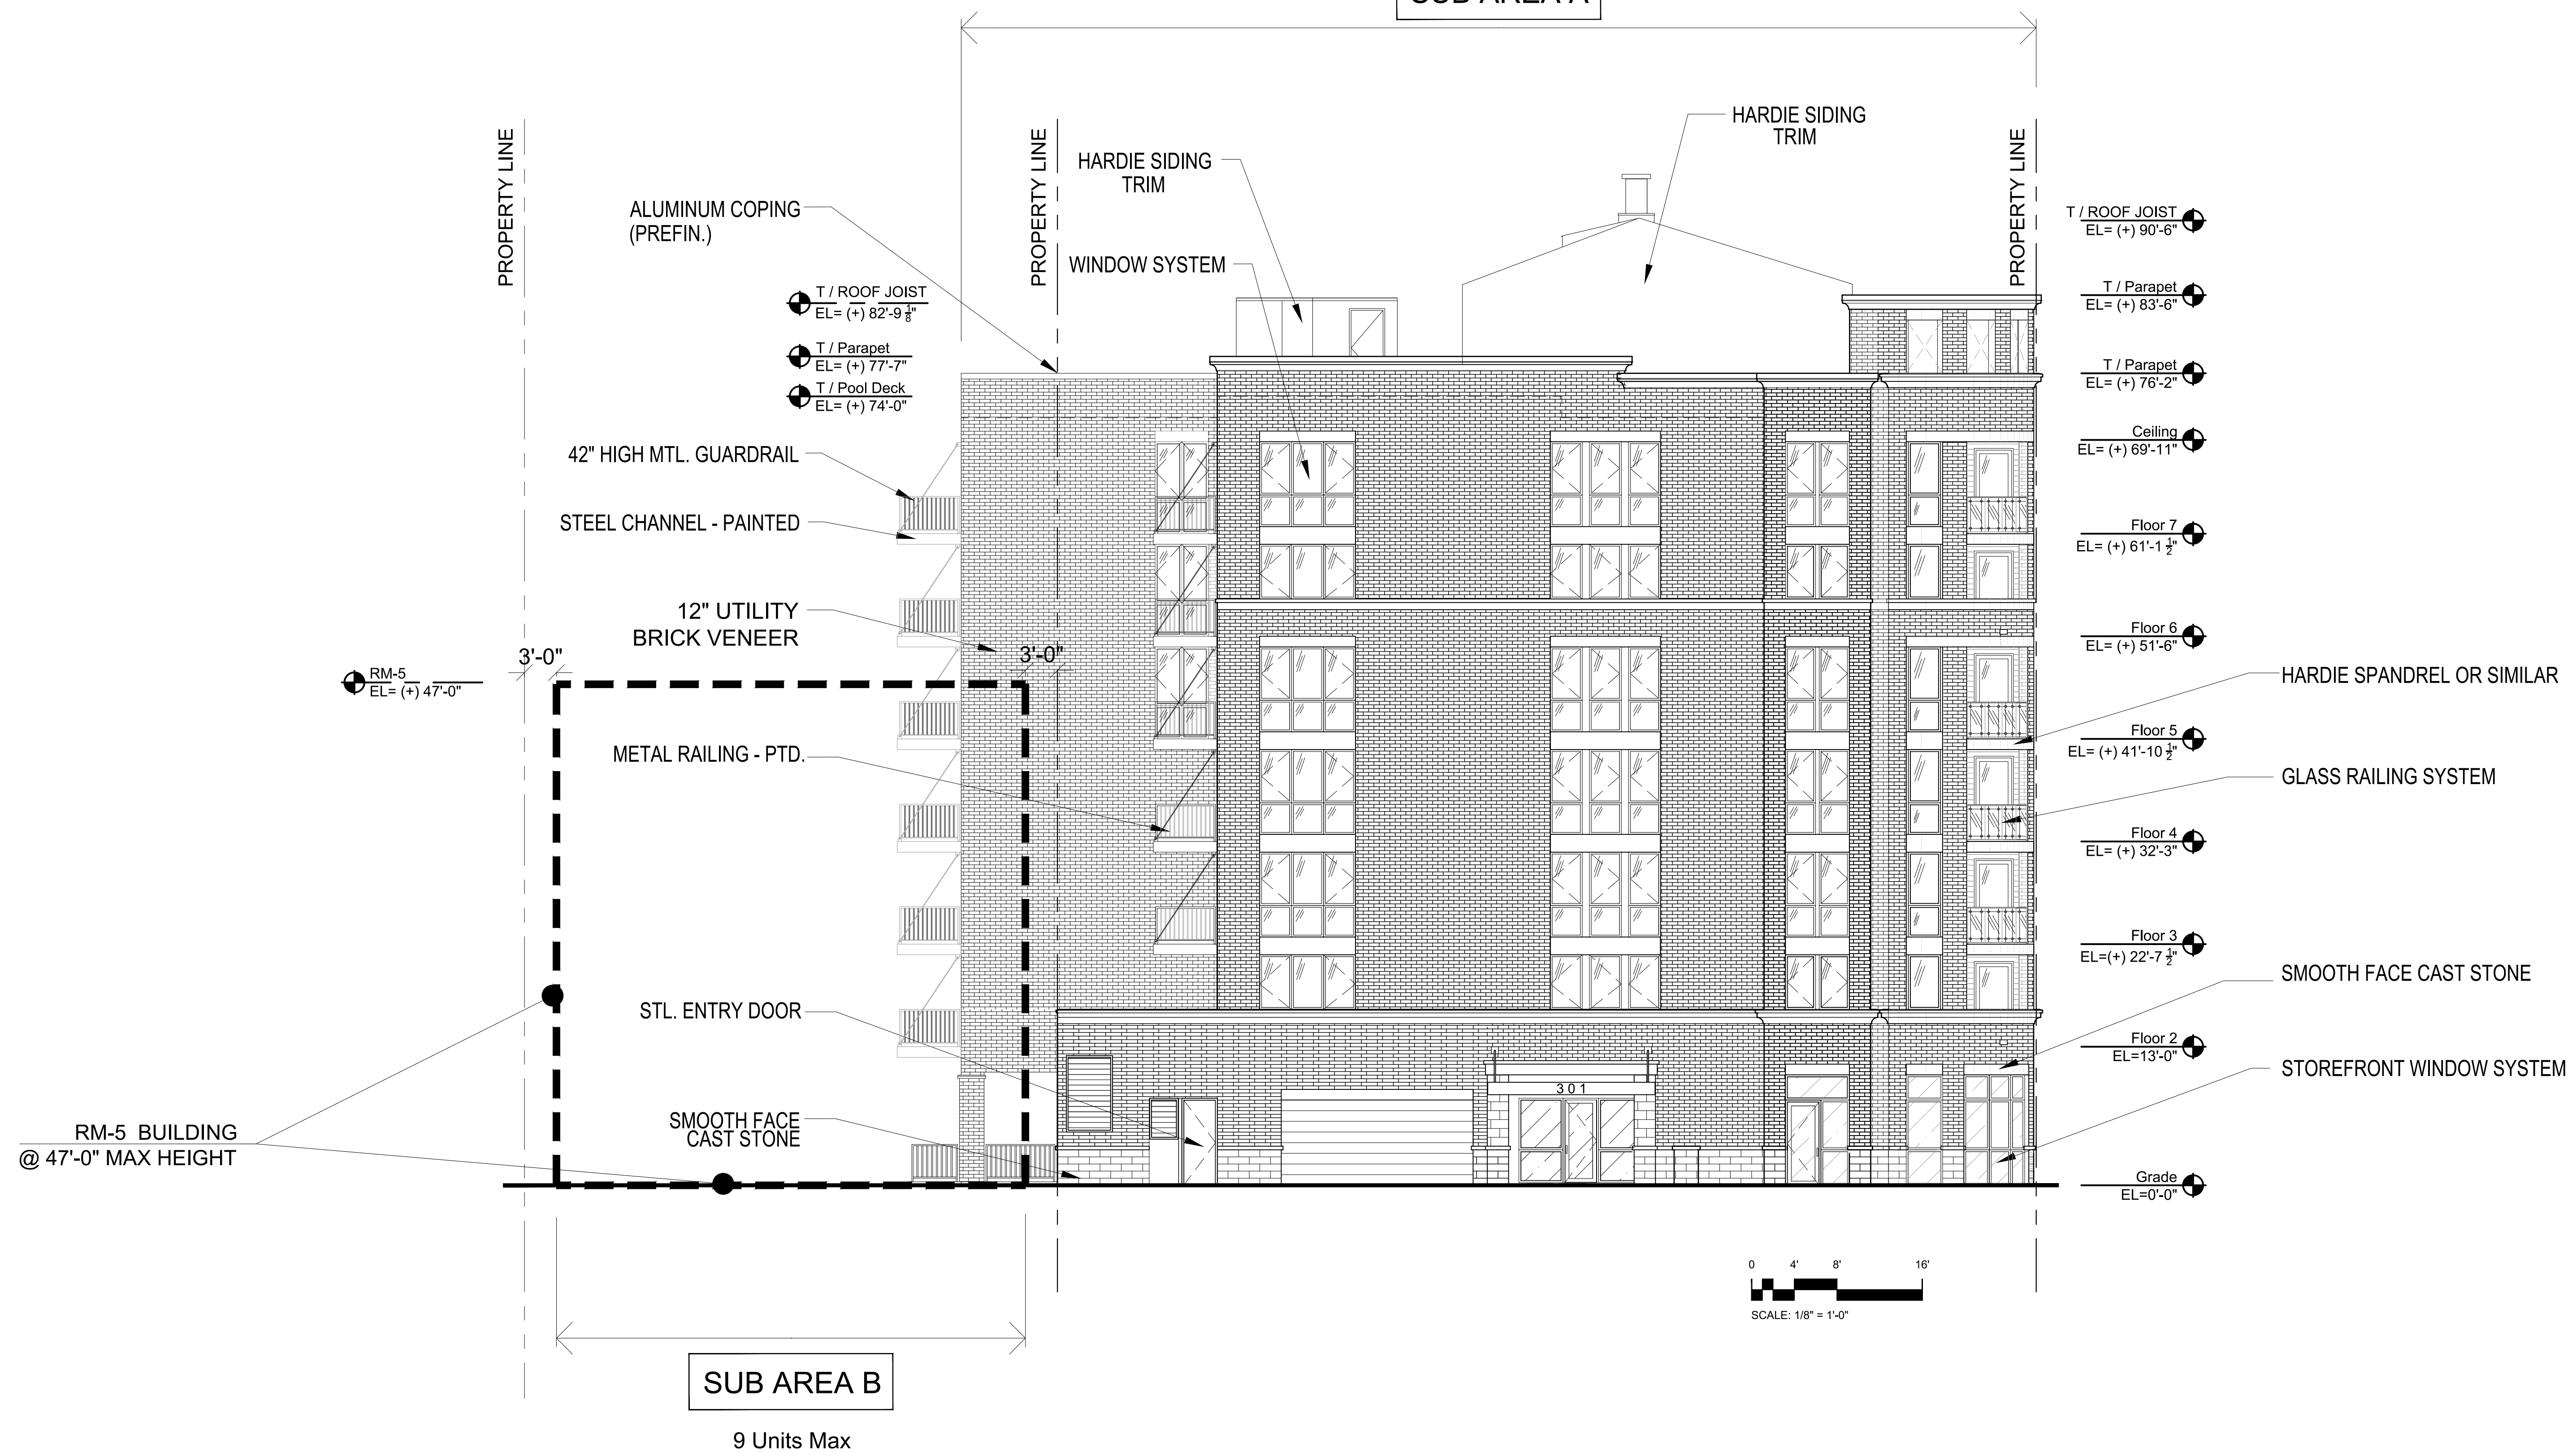 SUB AREA A
PROPERTY LINE
PROPERTY LINE
PROPERTY LINE
HARDIE SIDING
TRIM
HARDIE SIDING
TRIM
ALUMINUM COPING
(PREFIN.)
WINDOW SYSTEM
T / ROOF JOIST
EL= (+) 82'-9 1/8"
T / Parapet
EL= (+) 77'-7"
T / Pool Deck
EL= (+) 74'-0"
42" HIGH MTL. GUARDRAIL
STEEL CHANNEL - PAINTED
12" UTILITY
BRICK VENEER
3'-0"
3'-0"
RM-5
EL= (+) 47'-0"
METAL RAILING - PTD.
STL. ENTRY DOOR
SMOOTH FACE
CAST STONE
RM-5 BUILDING
@ 47'-0" MAX HEIGHT
301
T / ROOF JOIST
EL= (+) 90'-6"
T / Parapet
EL= (+) 83'-6"
T / Parapet
EL= (+) 76'-2"
Ceiling
EL= (+) 69'-11"
Floor 7
EL= (+) 61'-1 1/2"
Floor 6
EL= (+) 51'-6"
HARDIE SPANDREL OR SIMILAR
Floor 5
EL= (+) 41'-10 1/2"
GLASS RAILING SYSTEM
Floor 4
EL= (+) 32'-3"
Floor 3
EL=(+) 22'-7 1/2"
SMOOTH FACE CAST STONE
Floor 2
EL=13'-0"
STOREFRONT WINDOW SYSTEM
Grade
EL=0'-0"
0 4' 8' 16'
SCALE: 1/8" = 1'-0"
SUB AREA B
9 Units Max